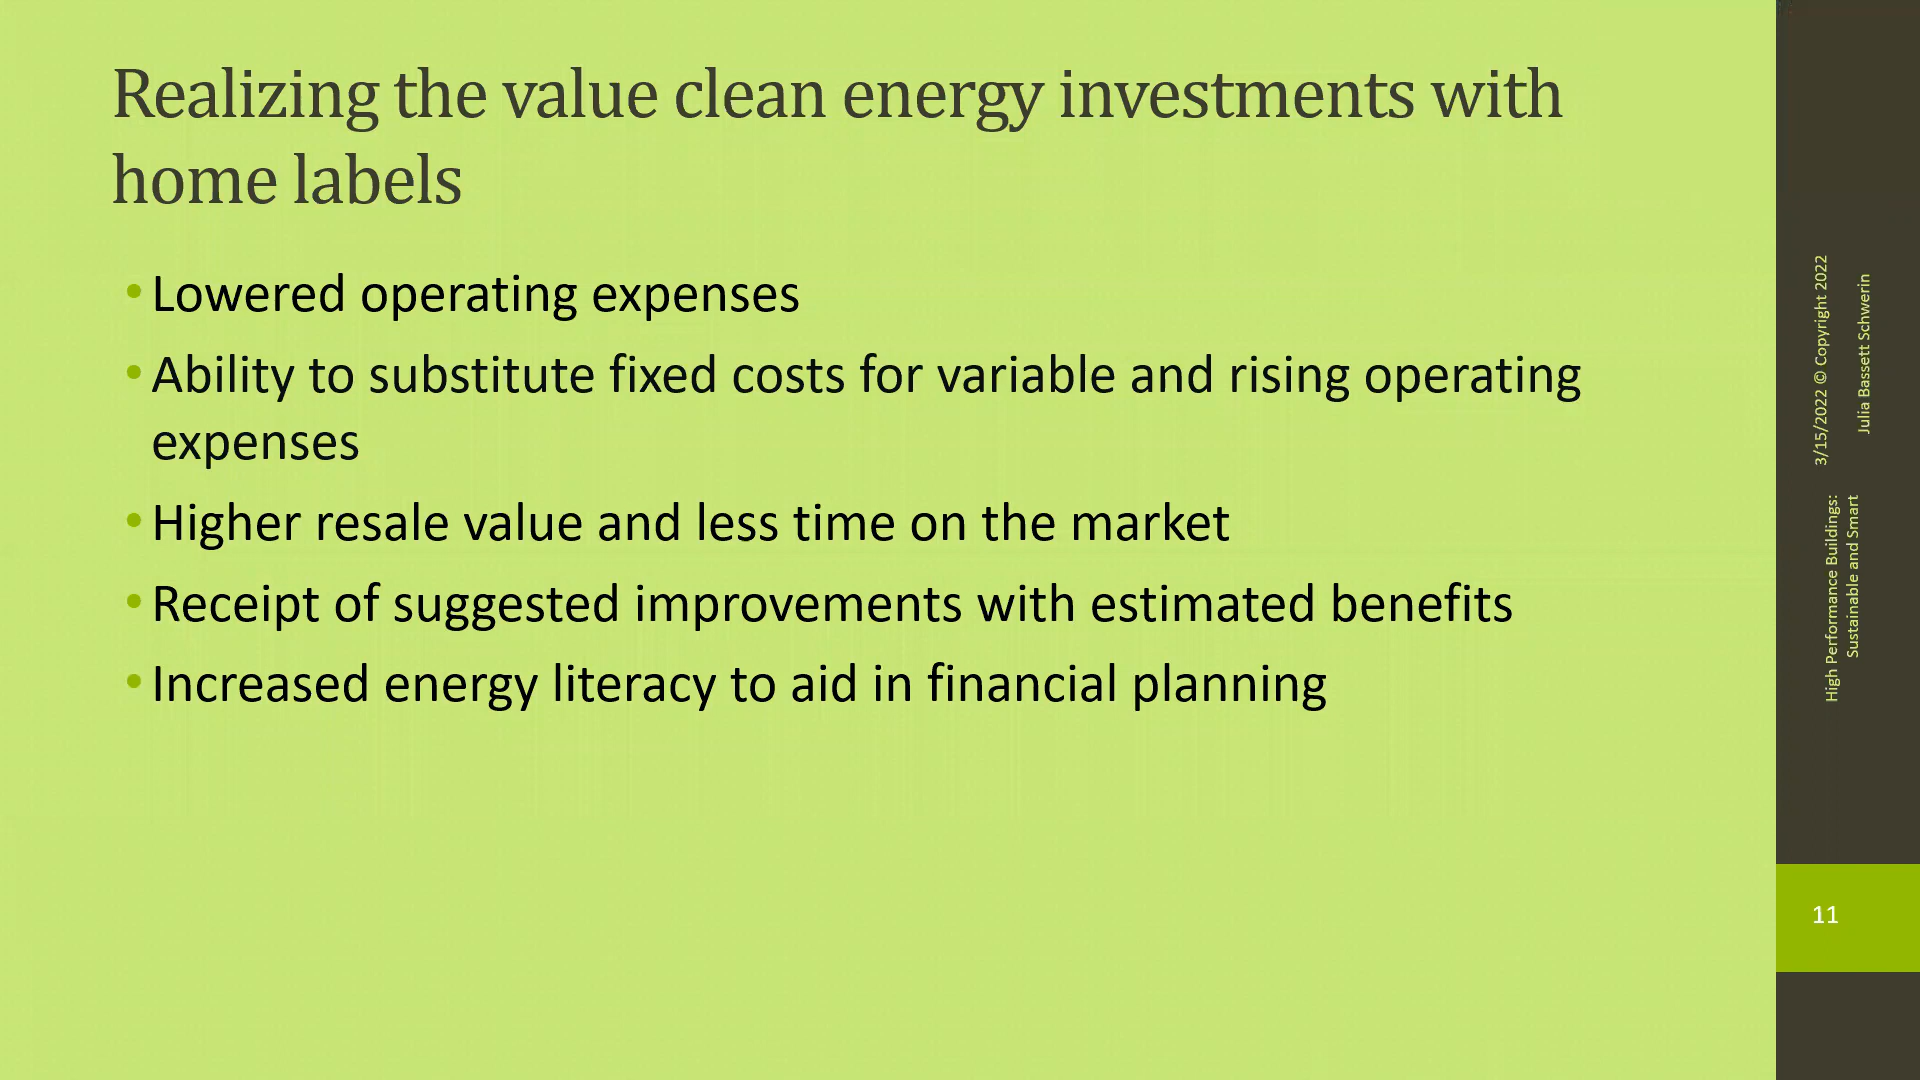 Realizing the value clean energy investments with
home labels
• Lowered operating expenses
• Ability to substitute fixed costs for variable and rising operating
expenses
• Higher resale value and less time on the market
• Receipt of suggested improvements with estimated benefits
• Increased energy literacy to aid in financial planning
3/15/2022 © Copyright 2022
Julia Bassett Schwerin
High Performance Buildings:
Sustainable and Smart
11